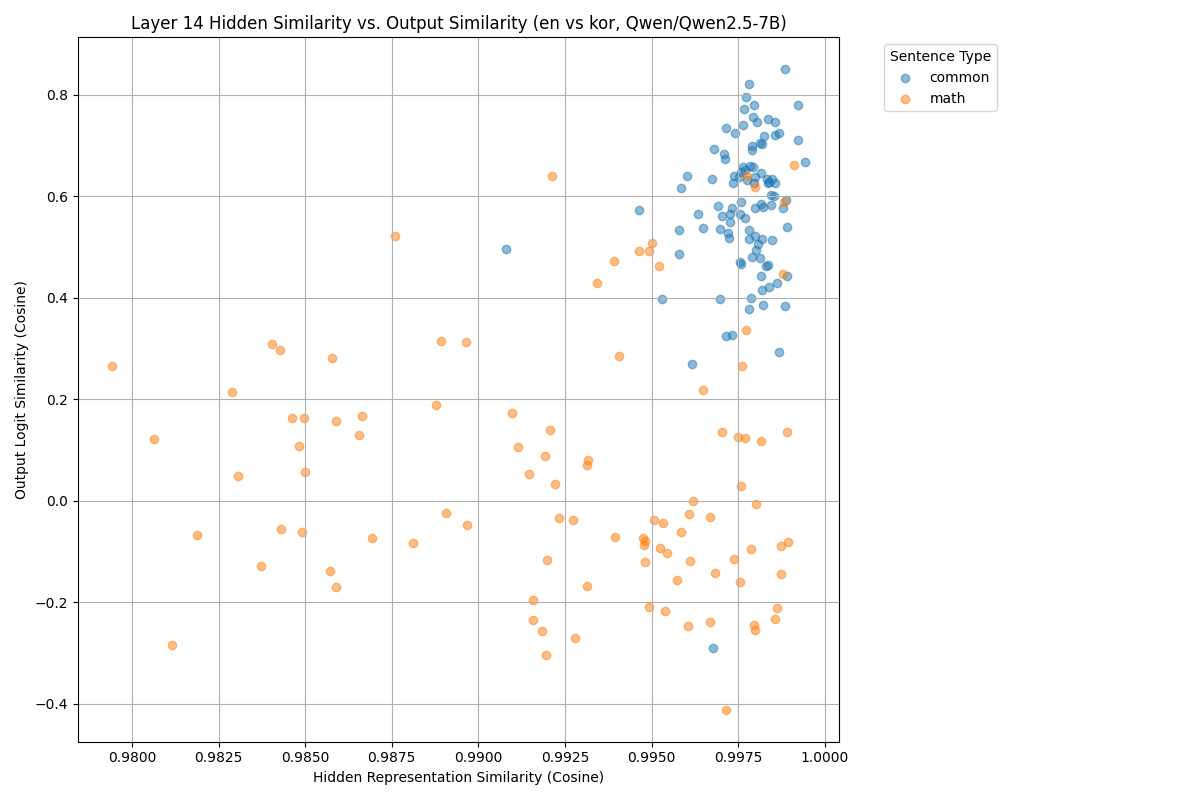 Layer 14 Hidden Similarity vs. Output Similarity (en vs kor, Qwen/Qwen2.5-7B)
Sentence Type
common
math
Output Logit Similarity (Cosine)
0.8
0.6
0.4
0.2
0.0
−0.2
−0.4
0.9800 0.9825 0.9850 0.9875 0.9900 0.9925 0.9950 0.9975 1.0000
Hidden Representation Similarity (Cosine)